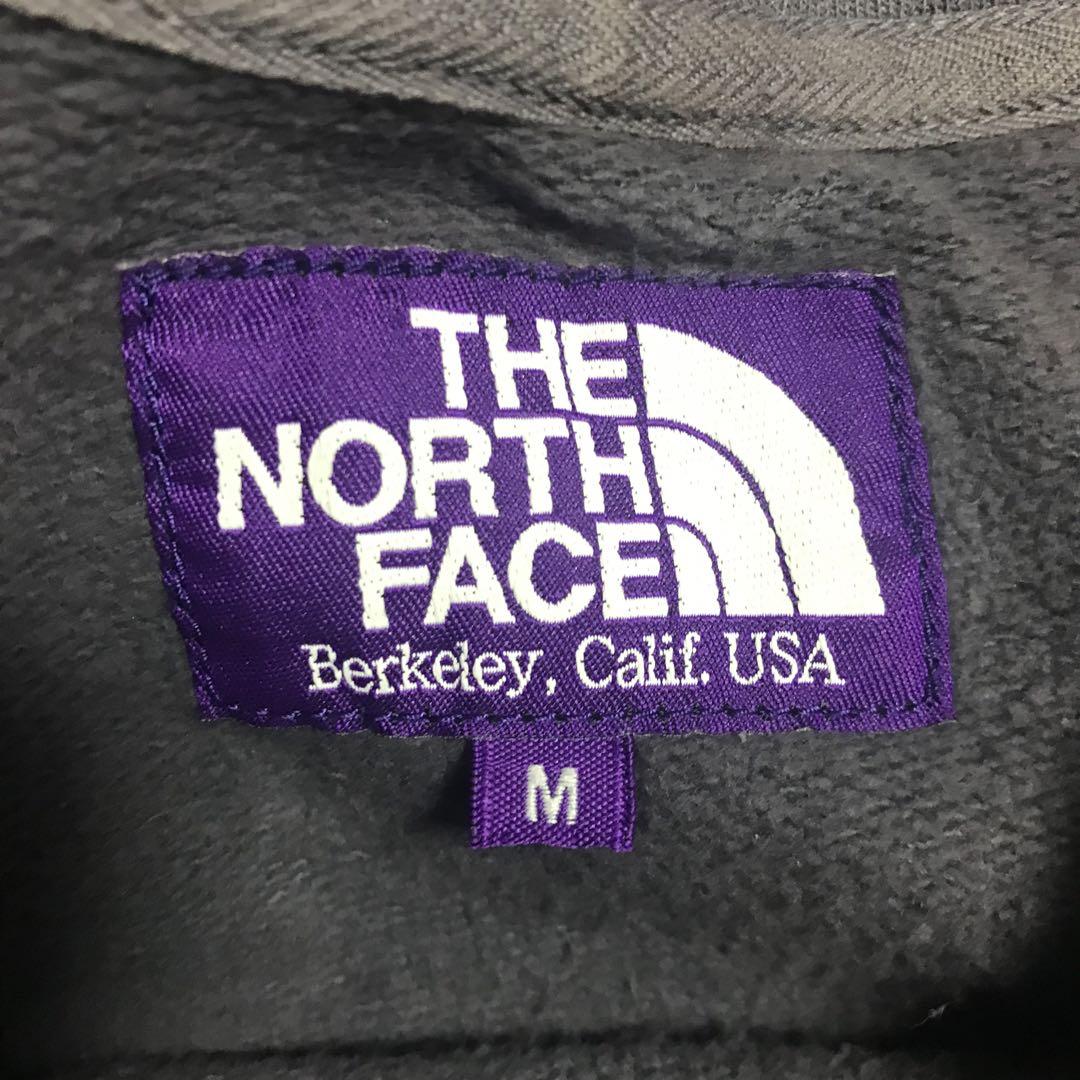 THE
NORTH
FACE
Berkeley, Calif. USA
M